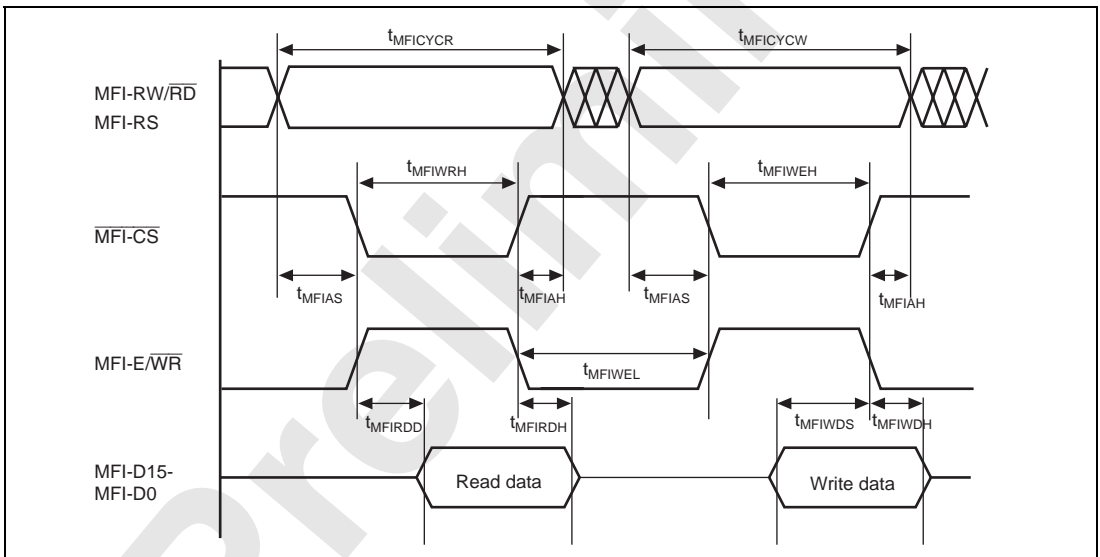 tMFICYCR tMFICYCW
MFI-RW/RD
MFI-RS
tMFIWRH tMFIWEH
MFI-CS
tMFIAS tMFIAH tMFIAS tMFIAH
MFI-E/WR
tMFIWEL
tMFIRDD tMFIRDH tMFIWDS tMFIWDH
MFI-D15-
MFI-D0
Read data Write data
Prelimi